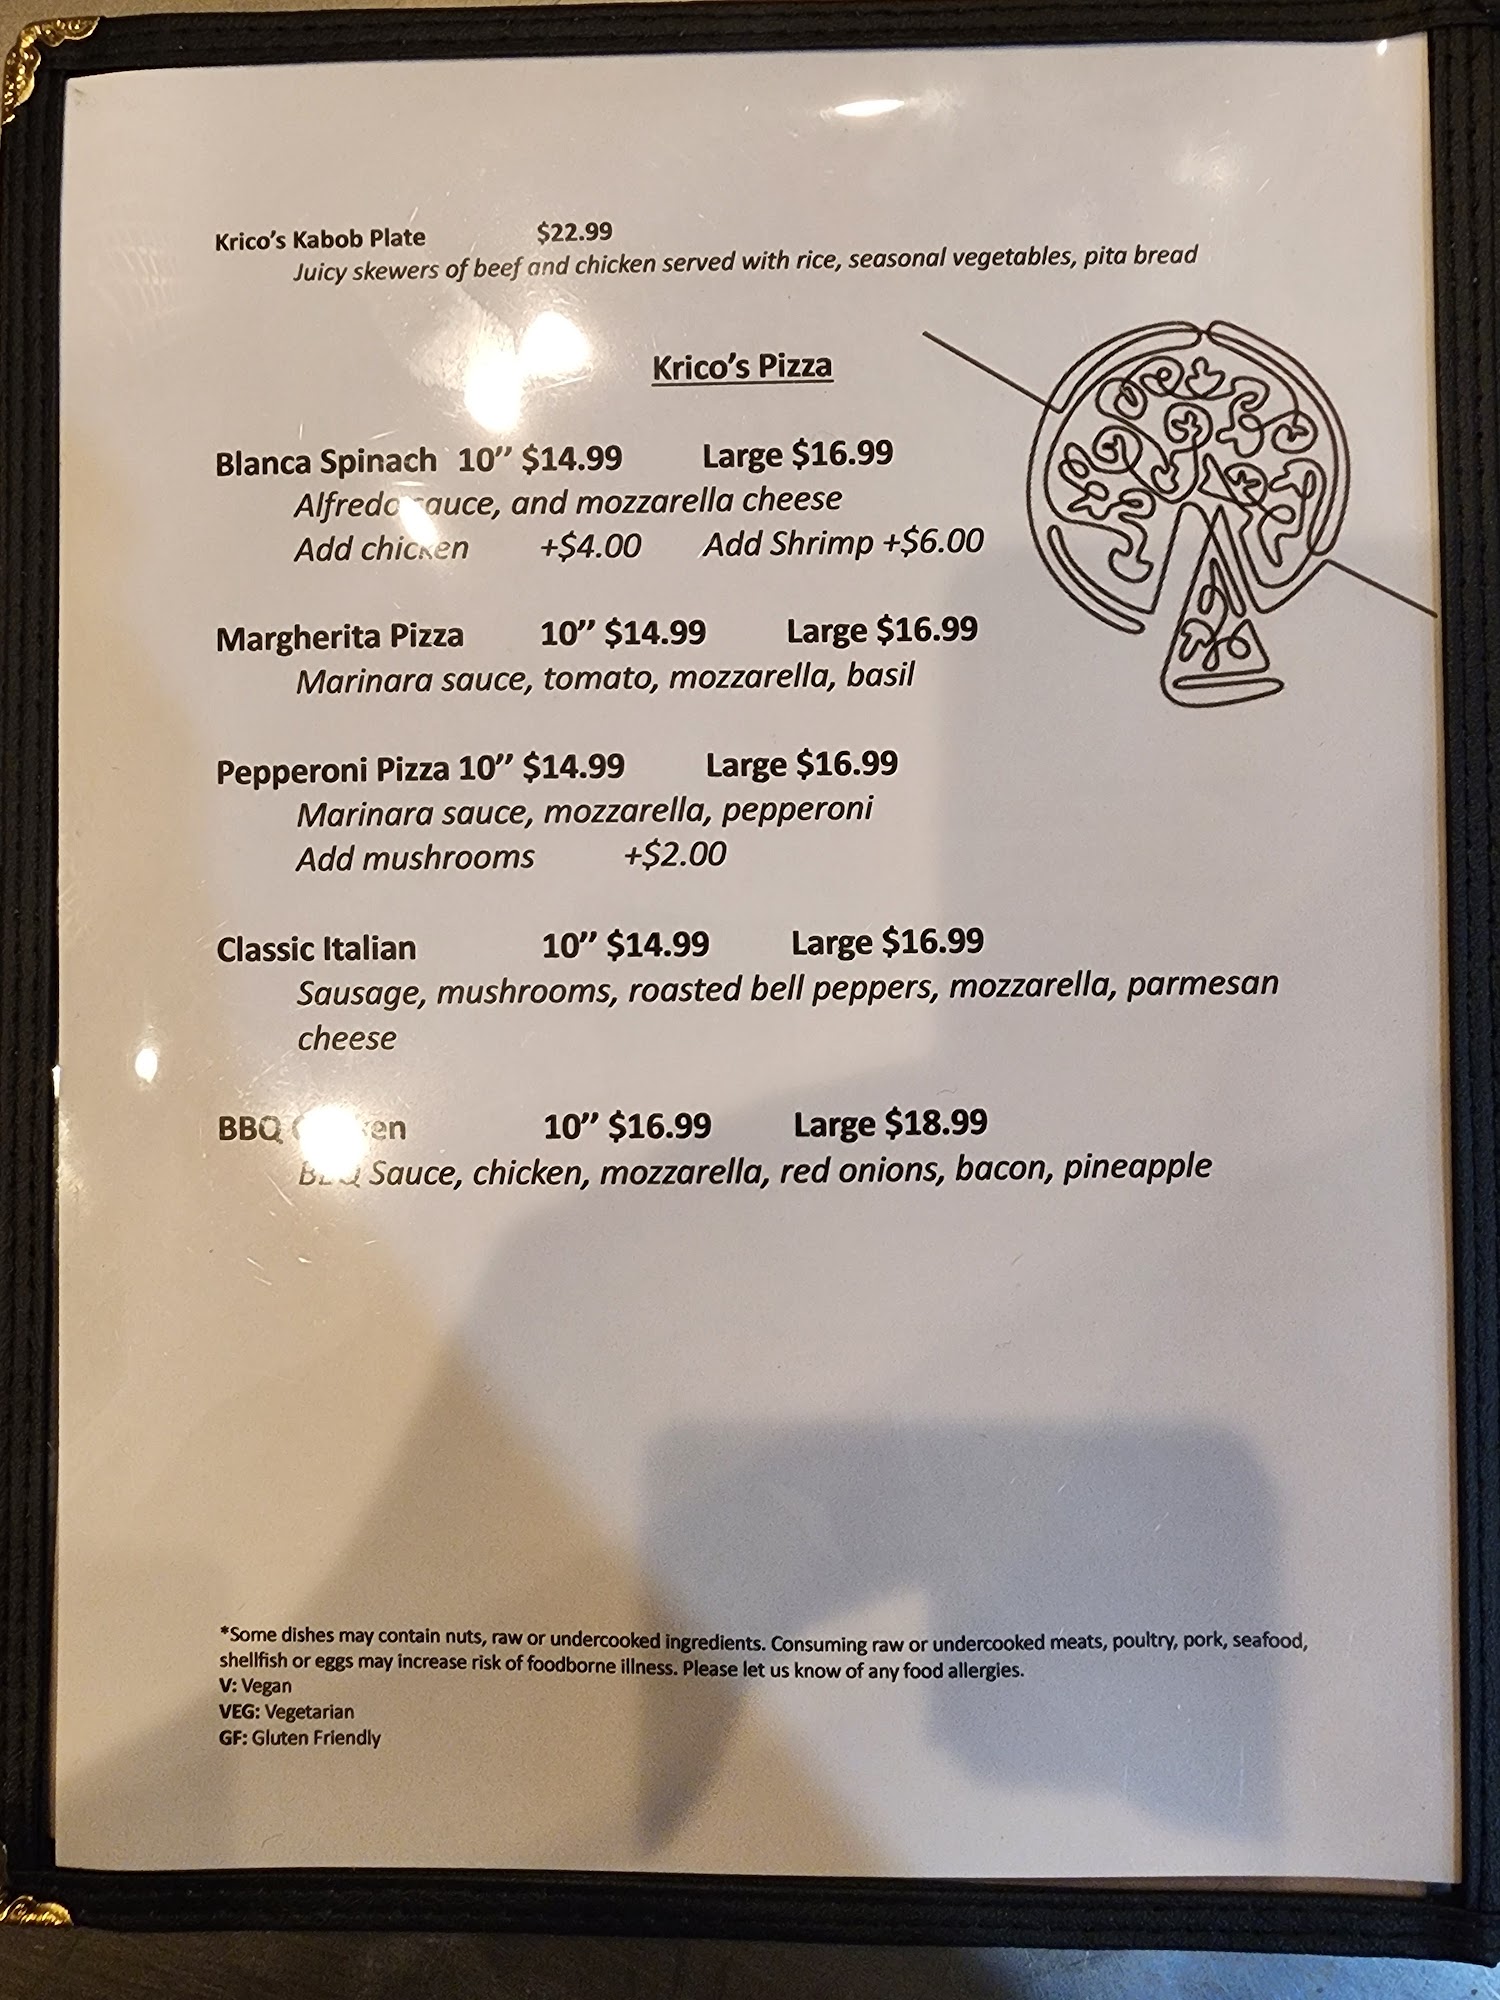 Krico's Kabob Plate $22.99
Juicy skewers of beef and chicken served with rice, seasonal vegetables, pita bread
Krico's Pizza
Blanca Spinach 10” $14.99 Large $16.99
Alfredo sauce, and mozzarella cheese
Add chicken +$4.00 Add Shrimp +$6.00
Margherita Pizza 10” $14.99 Large $16.99
Marinara sauce, tomato, mozzarella, basil
Pepperoni Pizza 10” $14.99 Large $16.99
Marinara sauce, mozzarella, pepperoni
Add mushrooms +$2.00
Classic Italian 10” $14.99 Large $16.99
Sausage, mushrooms, roasted bell peppers, mozzarella, parmesan
cheese
BBQ 10” $16.99 Large $18.99
Sauce, chicken, mozzarella, red onions, bacon, pineapple
*Some dishes may contain nuts, raw or undercooked ingredients. Consuming raw or undercooked meats, poultry, pork, seafood,
shellfish or eggs may increase risk of foodborne illness. Please let us know of any food allergies.
V: Vegan
VEG: Vegetarian
GF: Gluten Friendly